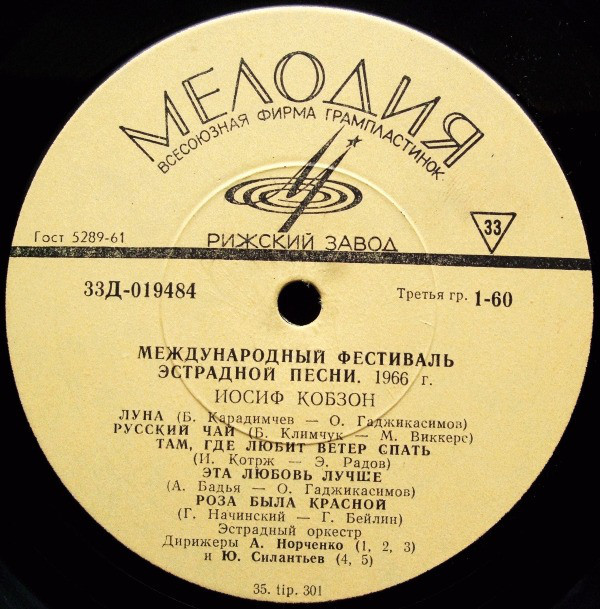 МЕЛОДИЯ
ВСЕСОЮЗНАЯ ФИРМА ГРАМПЛАСТИНОК
Гост 5289-61
РИЖСКИЙ ЗАВОД
33
33Д-019484
Третья гр. 1-60
МЕЖДУНАРОДНЫЙ ФЕСТИВАЛЬ
ЭСТРАДНОЙ ПЕСНИ. 1966 г.
ИОСИФ КОБЗОН
ЛУНА (Б. Карадимчев — О. Гаджикасимов)
РУССКИЙ ЧАЙ (Б. Климчук — М. Виккерс)
ТАМ, ГДЕ ЛЮБИТ ВЕТЕР СПАТЬ
(И. Котрж — Э. Радов)
ЭТА ЛЮБОВЬ ЛУЧШЕ
(А. Бадья — О. Гаджикасимов)
РОЗА БЫЛА КРАСНОЙ
(Г. Начинский — Г. Бейлин)
Эстрадный оркестр
Дирижеры А. Норченко (1, 2, 3)
и Ю. Силантьев (4, 5)
35. tip. 301